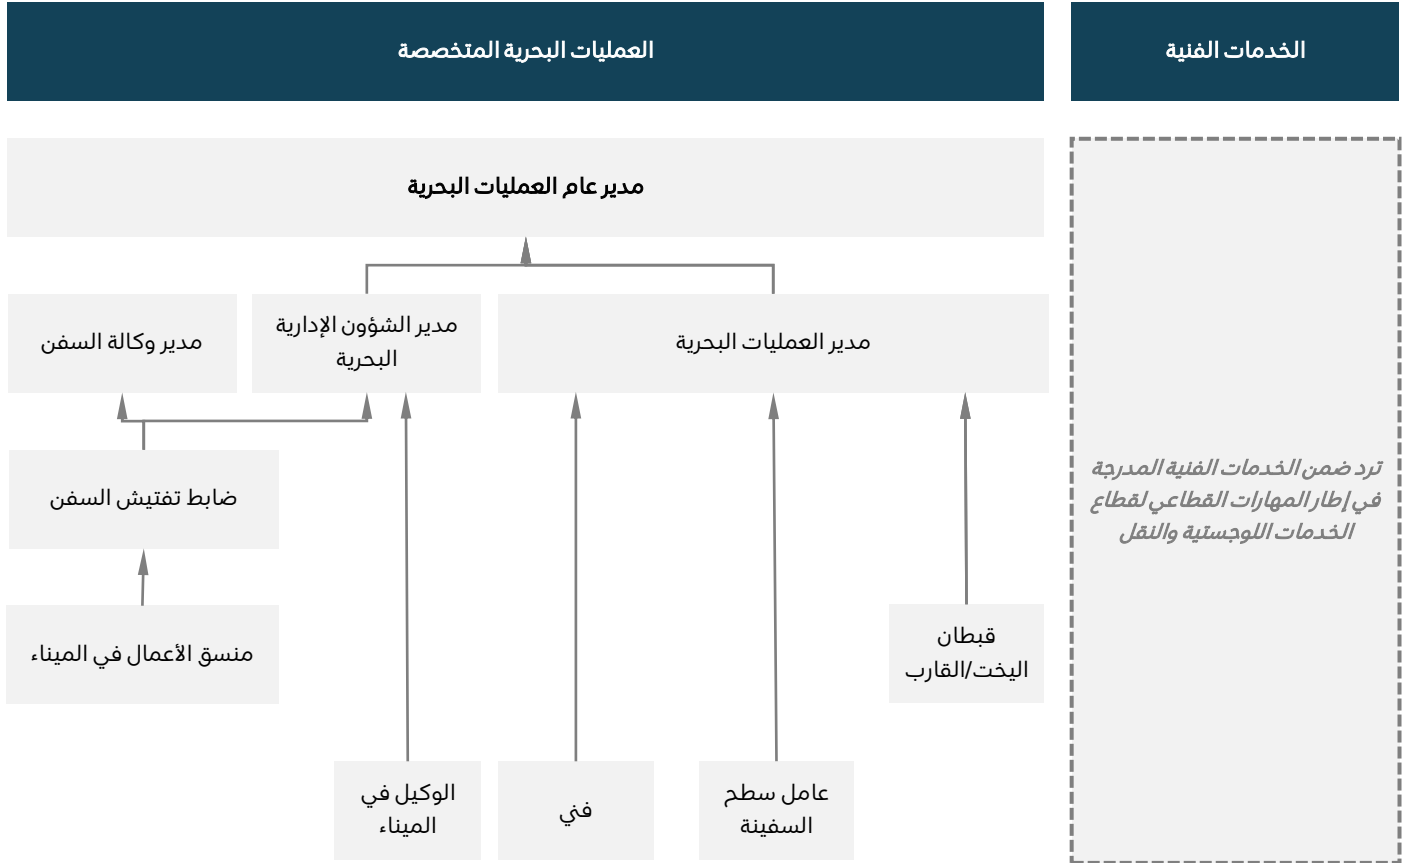 الخدمات الفنية
العمليات البحرية المتخصصة
مدير عام العمليات البحرية
مدير العمليات البحرية
مدير الشؤون الإدارية
البحرية
مدير وكالة السفن
ترد ضمن الخدمات الفنية المدرجة
في إطار المهارات القطاعي لقطاع
الخدمات اللوجستية والنقل
ضابط تفتيش السفن
قبطان
اليخت/القارب
منسق الأعمال في الميناء
عامل سطح
السفينة
فني
الوكيل في
الميناء